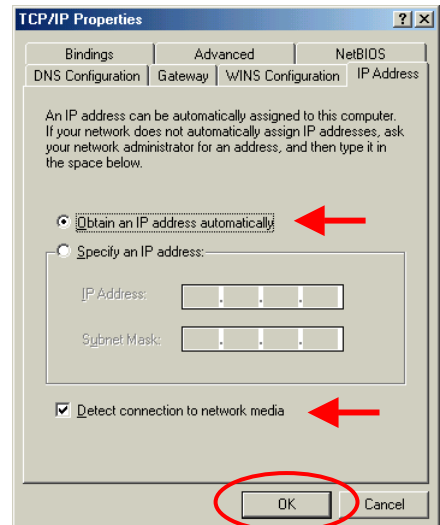 TCP/IP Properties
? ×
Bindings Advanced NetBIOS
DNS Configuration Gateway WINS Configuration IP Address
An IP address can be automatically assigned to this computer.
If your network does not automatically assign IP addresses, ask
your network administrator for an address, and then type it in
the space below.
Obtain an IP address automatically
Specify an IP address:
IP Address:
. . .
Subnet Mask:
. . .
Detect connection to network media
OK Cancel